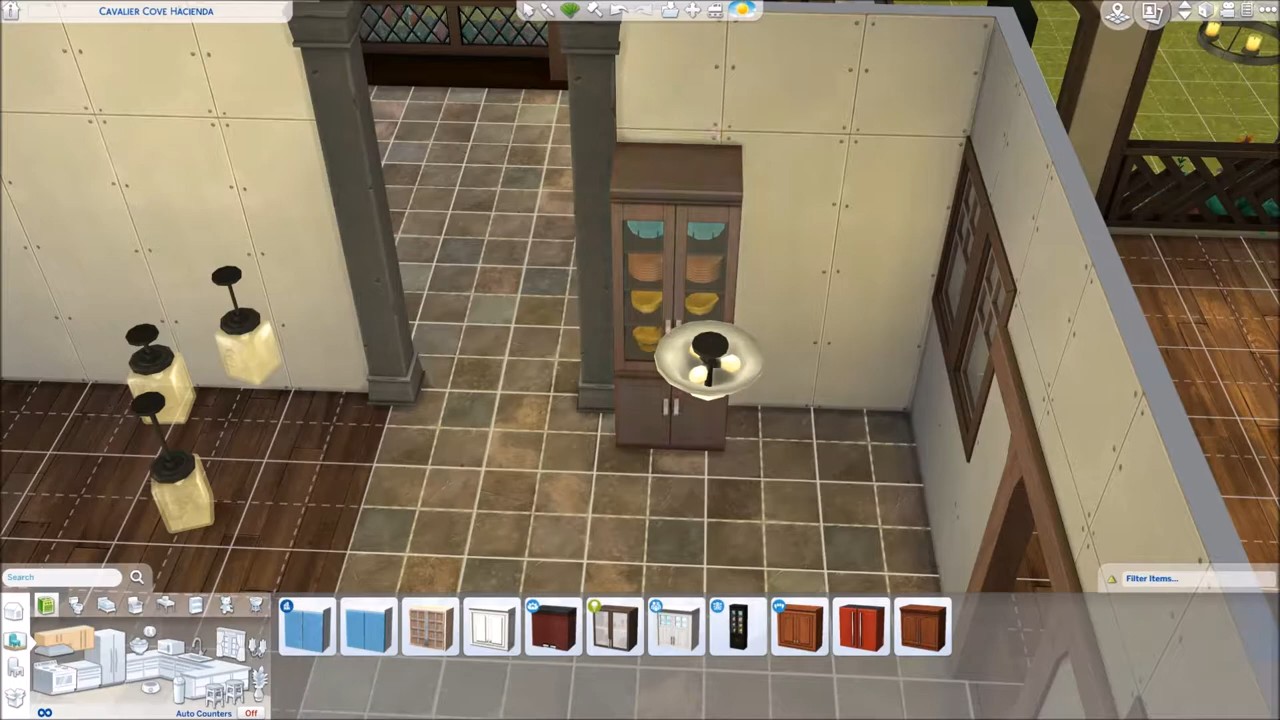 CAVALIER COVE HACIENDA
Search
Filter Items...
Auto Counters Off